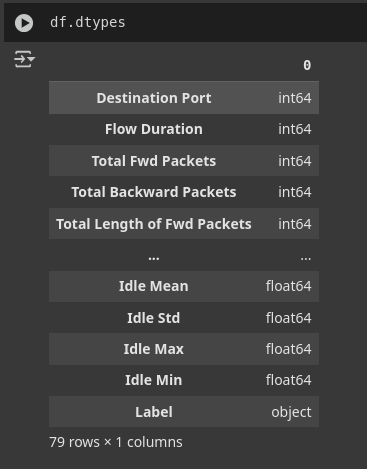 df.dtypes
0
Destination Port int64
Flow Duration int64
Total Fwd Packets int64
Total Backward Packets int64
Total Length of Fwd Packets int64
... ...
Idle Mean float64
Idle Std float64
Idle Max float64
Idle Min float64
Label object
79 rows × 1 columns